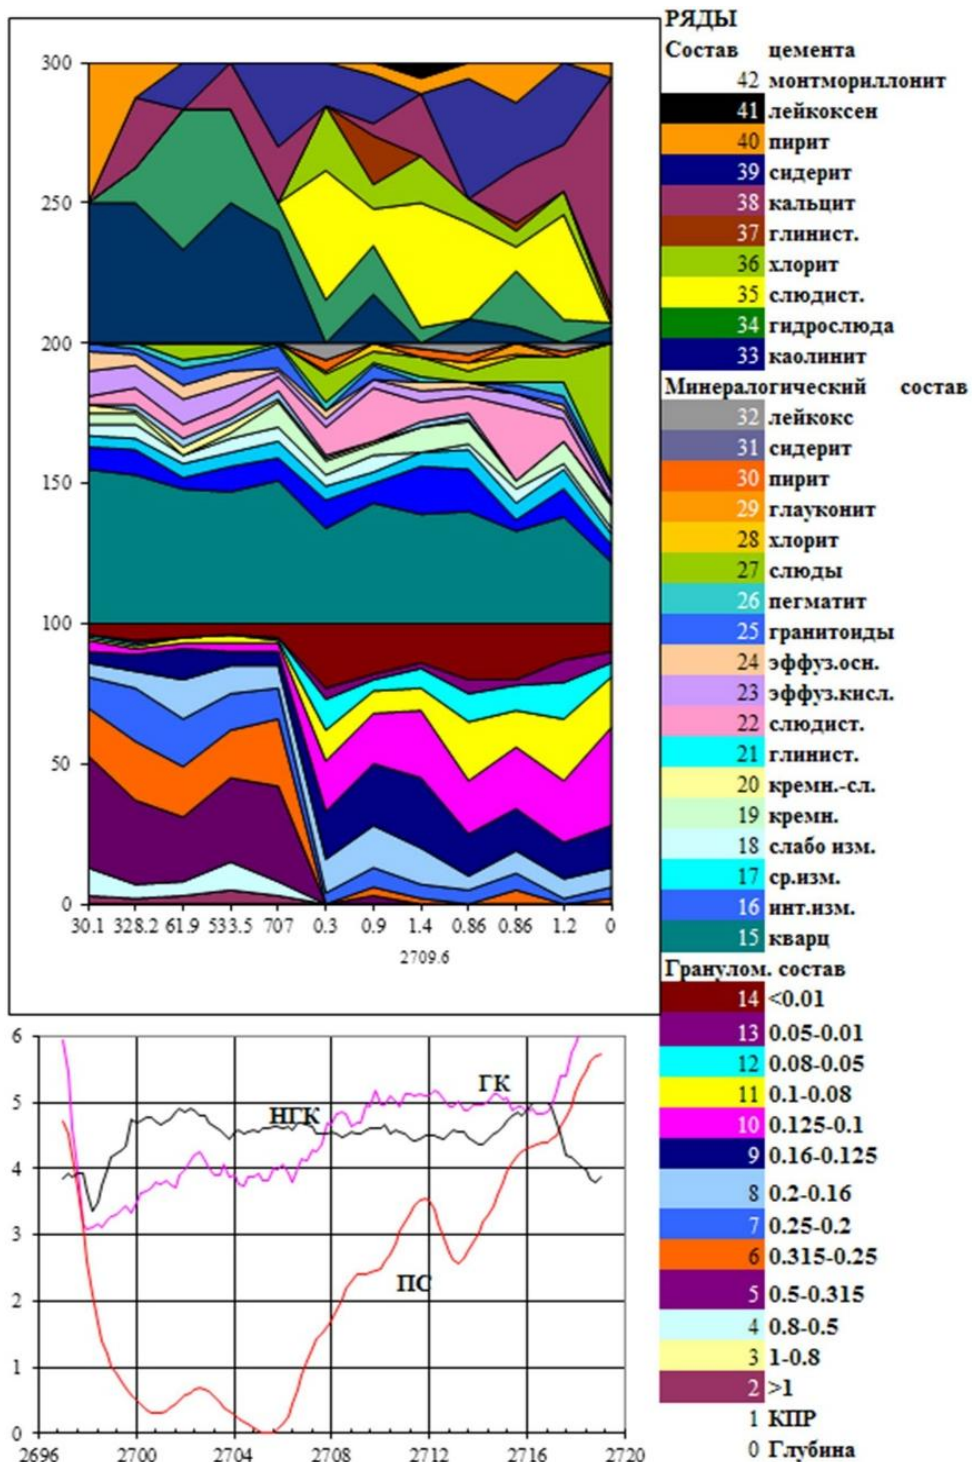 РЯДЫ
Состав цемента
42 монтмориллонит
41 лейкоксен
40 пирит
39 сидерит
38 кальцит
37 глинист.
36 хлорит
35 слюдист.
34 гидрослюда
33 каолинит
Минералогический состав
32 лейкокс
31 сидерит
30 пирит
29 глауконит
28 хлорит
27 слюды
26 пегматит
25 гранитоиды
24 эффуз.осн.
23 эффуз.кисл.
22 слюдист.
21 глинист.
20 кремн.-сл.
19 кремн.
18 слабо изм.
17 ср.изм.
16 инт.изм.
15 кварц
Гранулом. состав
14 <0.01
13 0.05-0.01
12 0.08-0.05
11 0.1-0.08
10 0.125-0.1
9 0.16-0.125
8 0.2-0.16
7 0.25-0.2
6 0.315-0.25
5 0.5-0.315
4 0.8-0.5
3 1-0.8
2 >1
1 КПР
0 Глубина
300
250
200
150
100
50
0
30.1 328.2 61.9 533.5 707 0.3 0.9 1.4 0.86 0.86 1.2 0
2709.6
6
5
4
3
2
1
0
НГК
ГК
ПС
2696 2700 2704 2708 2712 2716 2720